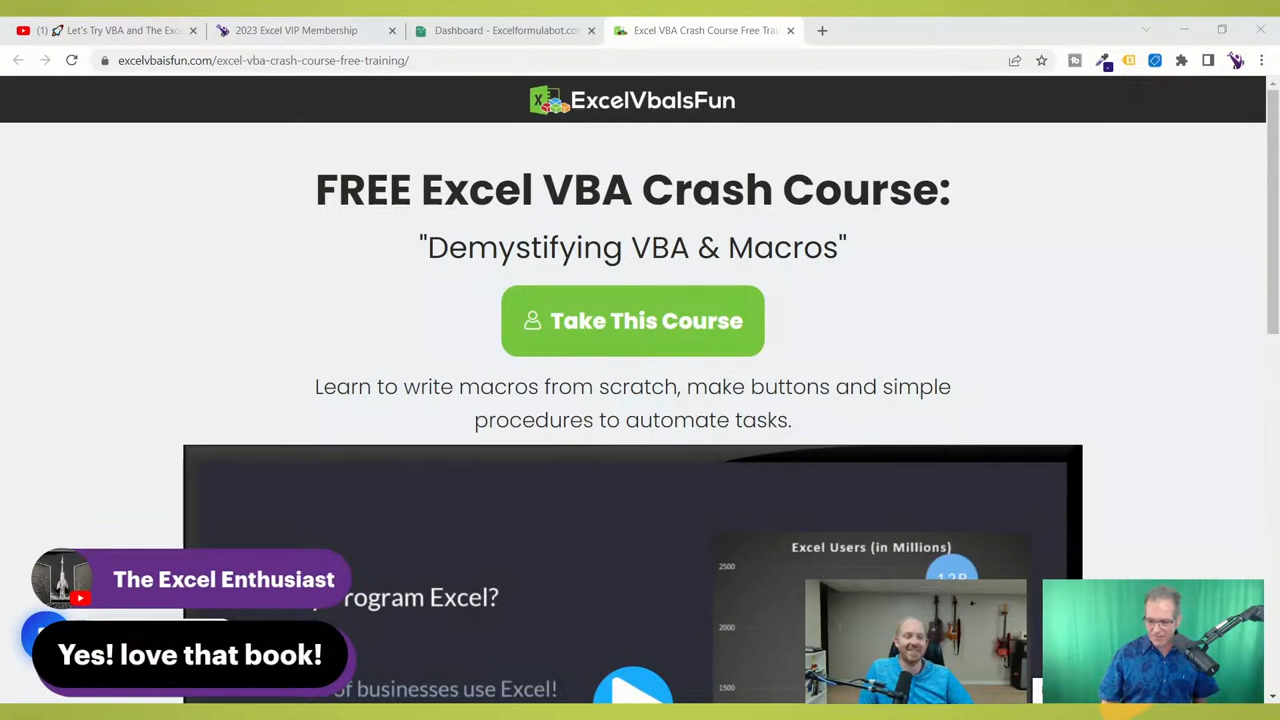 (1) 🚀 Let's Try VBA and The Exc
2023 Excel VIP Membership
Dashboard - Excelformulabot.co
Excel VBA Crash Course Free Trai
excelvbaisfun.com/excel-vba-crash-course-free-training/
ExcelVbaIsFun
FREE Excel VBA Crash Course:
"Demystifying VBA & Macros"
Take This Course
Learn to write macros from scratch, make buttons and simple
procedures to automate tasks.
Excel Users (in Millions)
2500
2000
1500
rogram Excel?
of businesses use Excel!
The Excel Enthusiast
Yes! love that book!